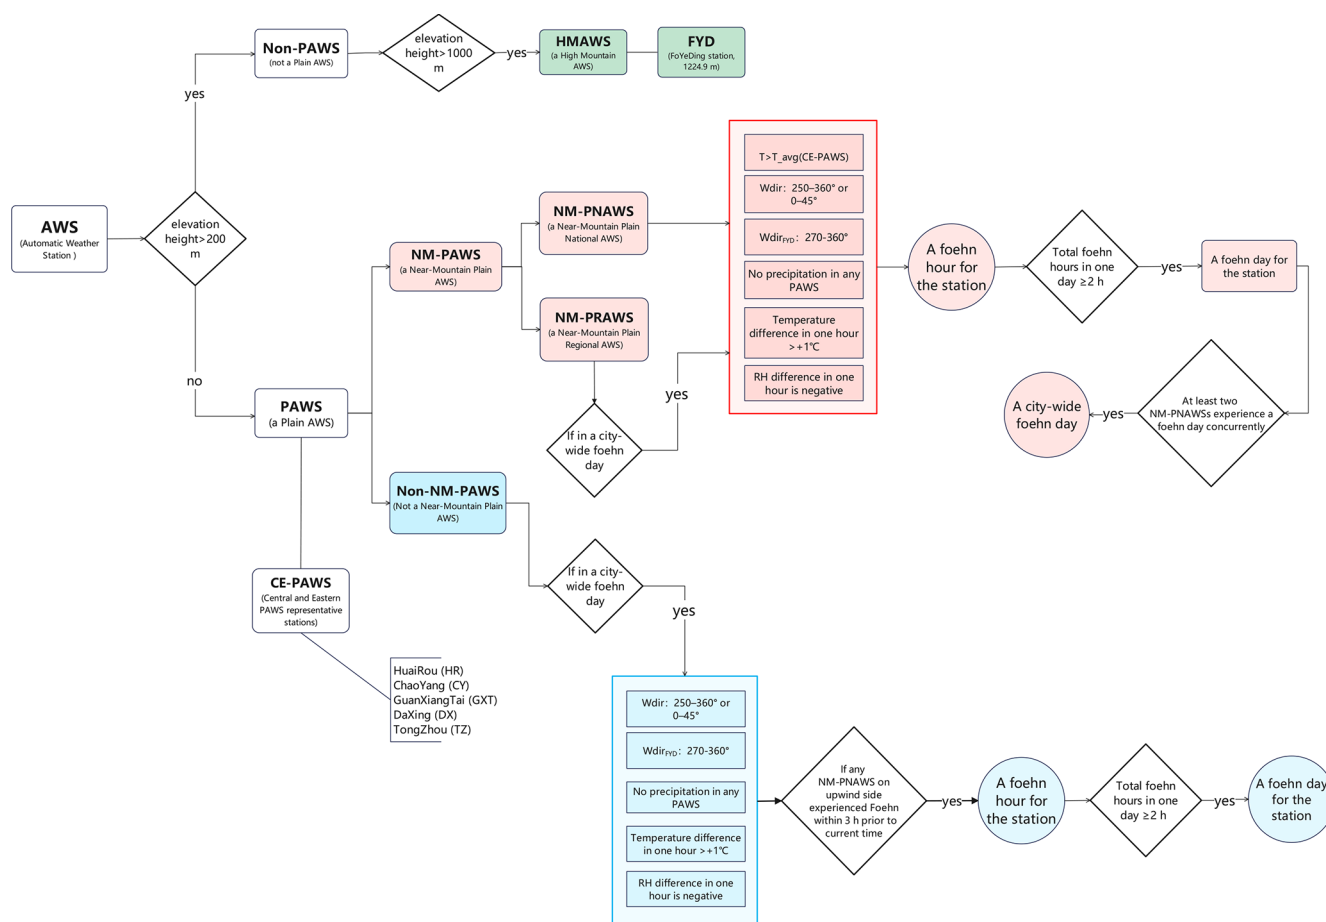 Non-PAWS
(not a Plain AWS)
elevation
height>1000
m
yes
HMAWS
(a High Mountain
AWS)
FYD
(FoYeDing station,
1224.9 m)
yes
AWS
(Automatic Weather
Station )
elevation
height>200
m
no
PAWS
(a Plain AWS)
NM-PAWS
(a Near-Mountain Plain
AWS)
NM-PNAWS
(a Near-Mountain Plain
National AWS)
NM-PRAWS
(a Near-Mountain Plain
Regional AWS)
If in a city-
wide foehn
day
yes
T>T_avg(CE-PAWS)
Wdir：250–360° or
0–45°
WdirFYD：270-360°
No precipitation in any
PAWS
Temperature
difference in one hour
>+1℃
RH difference in one
hour is negative
A foehn
hour for
the station
Total foehn
hours in one
day ≥2 h
yes
A foehn day for
the station
At least two
NM-PNAWSs experience a
foehn day concurrently
yes
A city-wide
foehn day
Non-NM-PAWS
(Not a Near-Mountain Plain
AWS)
If in a city-
wide foehn
day
yes
CE-PAWS
(Central and Eastern
PAWS representative
stations)
HuaiRou (HR)
ChaoYang (CY)
GuanXiangTai (GXT)
DaXing (DX)
TongZhou (TZ)
Wdir：250–360° or
0–45°
WdirFYD：270-360°
No precipitation in any
PAWS
Temperature difference
in one hour >+1℃
RH difference in one
hour is negative
If any
NM-PNAWS on
upwind side
experienced Foehn
within 3 h prior to
current time
yes
A foehn
hour for
the station
Total foehn
hours in one
day ≥2 h
yes
A foehn day
for the
station